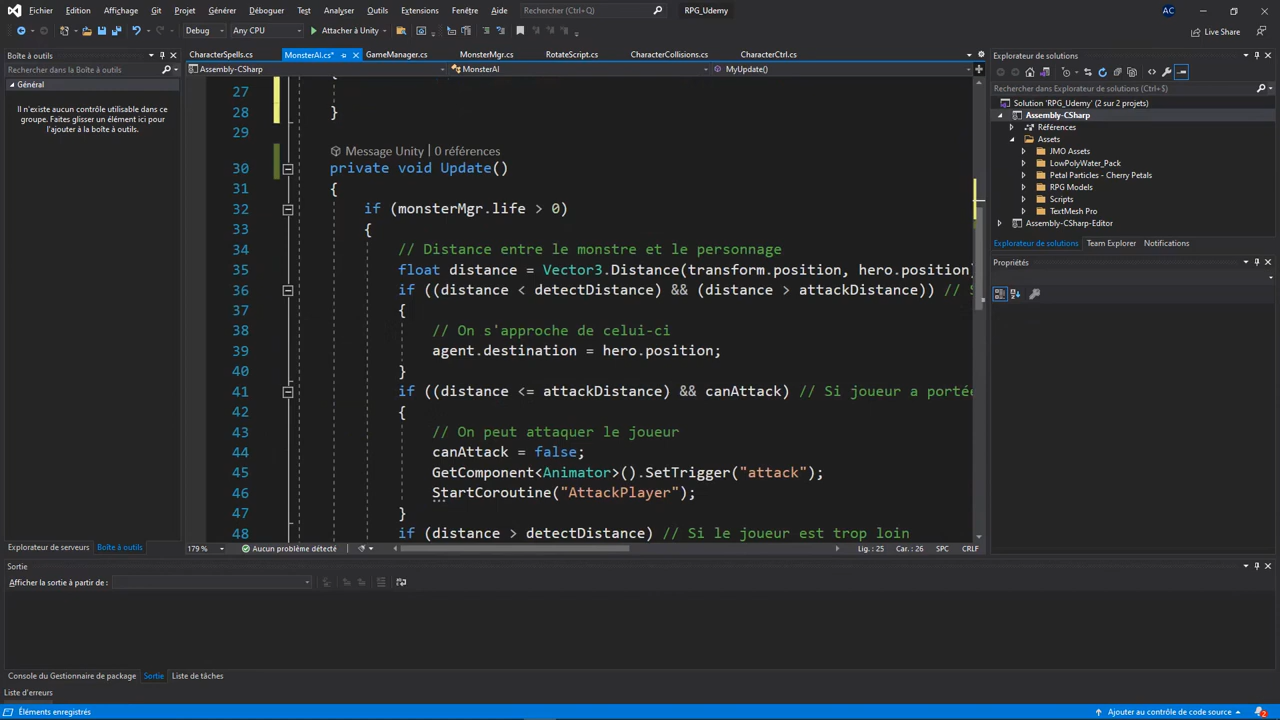 Fichier Edition Affichage Git Projet Générer Déboguer Test Analyser Outils Extensions Fenêtre Aide Rechercher (Ctrl+Q) RPG_Udemy AC
Debug Any CPU Attacher à Unity Live Share
Boîte à outils
Rechercher dans la Boîte à outils
Général
Il n'existe aucun contrôle utilisable dans ce
groupe. Faites glisser un élément ici pour
l'ajouter à la boîte à outils.
Explorateur de serveurs Boîte à outils
CharacterSpells.cs MonsterAI.cs* GameManager.cs MonsterMgr.cs RotateScript.cs CharacterCollisions.cs CharacterCtrl.cs
Assembly-CSharp MonsterAI MyUpdate()
{
27
28 }
29
Message Unity | 0 références
30 private void Update()
31 {
32 if (monsterMgr.life > 0)
33 {
34 // Distance entre le monstre et le personnage
35 float distance = Vector3.Distance(transform.position, hero.position)
36 if ((distance < detectDistance) && (distance > attackDistance)) // S
37 {
38 // On s'approche de celui-ci
39 agent.destination = hero.position;
40 }
41 if ((distance <= attackDistance) && canAttack) // Si joueur a portée
42 {
43 // On peut attaquer le joueur
44 canAttack = false;
45 GetComponent<Animator>().SetTrigger("attack");
46 StartCoroutine("AttackPlayer");
47 }
48 if (distance > detectDistance) // Si le joueur est trop loin
179 % Aucun problème détecté Lig. : 25 Car. : 26 SPC CRLF
Explorateur de solutions
Rechercher dans Explorateur de solutions (Ctrl+$)
Solution 'RPG_Udemy' (2 sur 2 projets)
Assembly-CSharp
Références
Assets
JMO Assets
LowPolyWater_Pack
Petal Particles - Cherry Petals
RPG Models
Scripts
TextMesh Pro
Assembly-CSharp-Editor
Explorateur de solutions Team Explorer Notifications
Propriétés
Sortie
Afficher la sortie à partir de :
Console du Gestionnaire de package Sortie Liste de tâches
Liste d'erreurs
Éléments enregistrés Ajouter au contrôle de code source 2